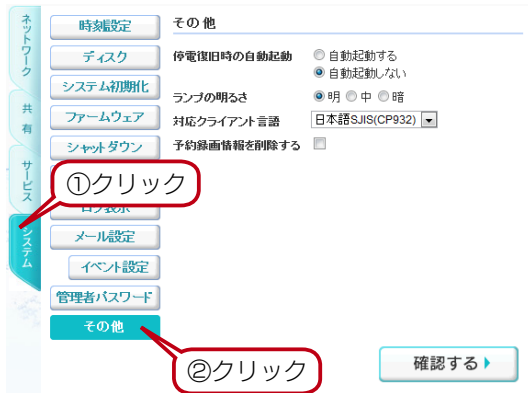 ネットワーク
共有
サービス
システム
時刻設定
ディスク
システム初期化
ファームウェア
シャットダウン
ログ表示
メール設定
イベント設定
管理者パスワード
その他
その他
停電復旧時の自動起動
自動起動する
自動起動しない
ランプの明るさ
明 中 暗
対応クライアント言語
日本語SJIS(CP932)
予約録画情報を削除する
①クリック
②クリック
確認する